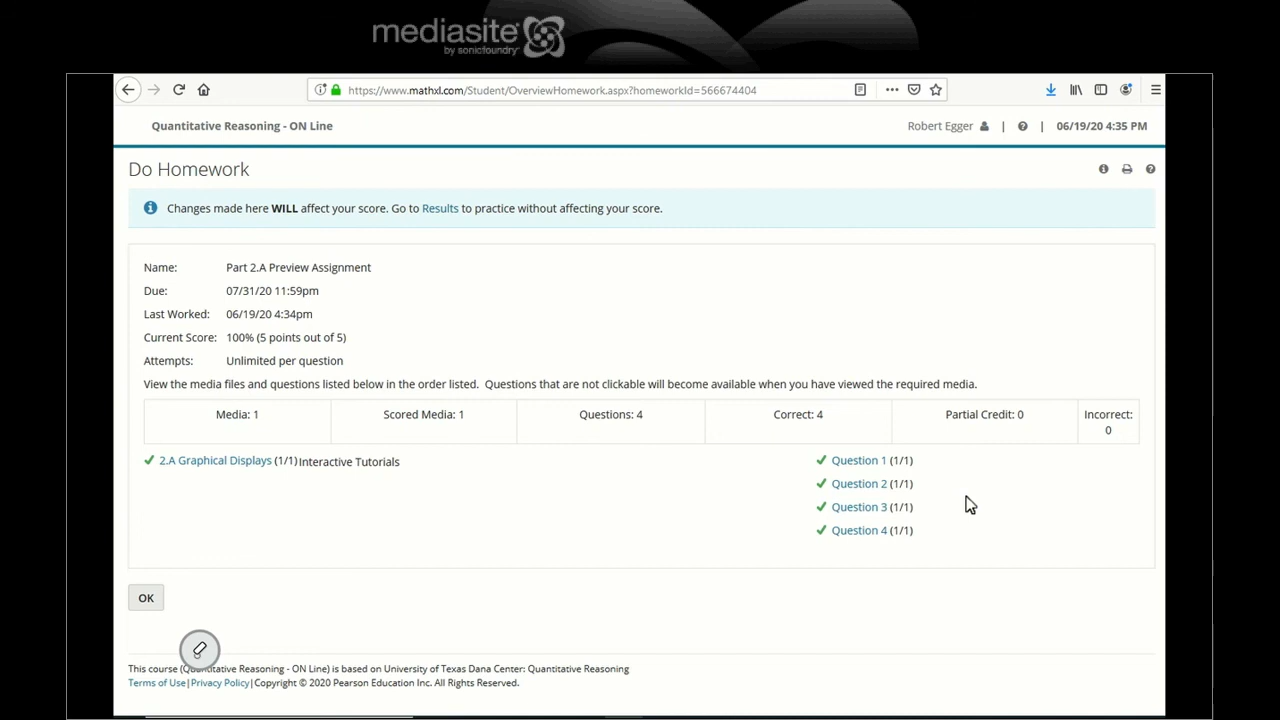 mediasite
by sonicfoundry
https://www.mathxl.com/Student/OverviewHomework.aspx?homeworkId=566674404
Quantitative Reasoning - ON Line
Robert Egger | | 06/19/20 4:35 PM
Do Homework
Changes made here WILL affect your score. Go to Results to practice without affecting your score.
Name: Part 2.A Preview Assignment
Due: 07/31/20 11:59pm
Last Worked: 06/19/20 4:34pm
Current Score: 100% (5 points out of 5)
Attempts: Unlimited per question
View the media files and questions listed below in the order listed. Questions that are not clickable will become available when you have viewed the required media.
Media: 1 Scored Media: 1 Questions: 4 Correct: 4 Partial Credit: 0 Incorrect: 0
2.A Graphical Displays (1/1) Interactive Tutorials Question 1 (1/1)
Question 2 (1/1)
Question 3 (1/1)
Question 4 (1/1)
OK
This course (Quantitative Reasoning - ON Line) is based on University of Texas Dana Center: Quantitative Reasoning
Terms of Use|Privacy Policy|Copyright © 2020 Pearson Education Inc. All Rights Reserved.